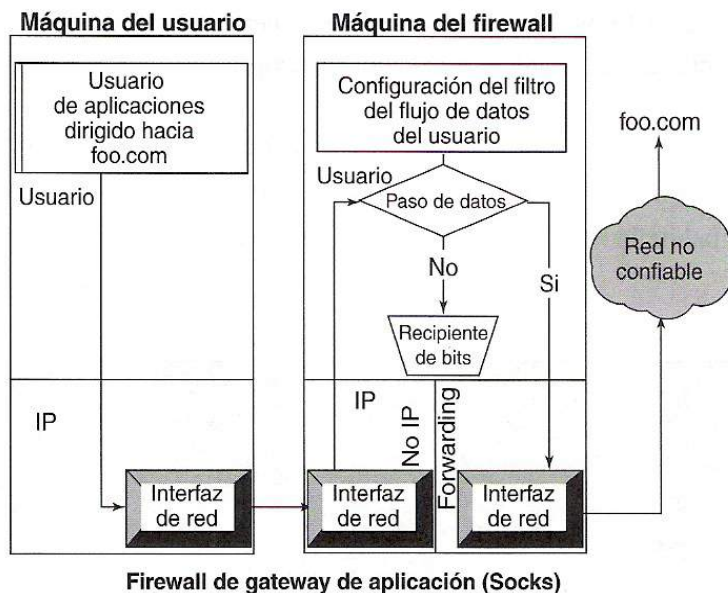 Máquina del usuario
Máquina del firewall
Usuario
de aplicaciones
dirigido hacia
foo.com
Configuración del filtro
del flujo de datos
del usuario
foo.com
Usuario
Usuario
Paso de datos
Red no
confiable
No
Si
Recipiente
de bits
IP
IP
No IP
Forwarding
Interfaz
de red
Interfaz
de red
Interfaz
de red
Firewall de gateway de aplicación (Socks)